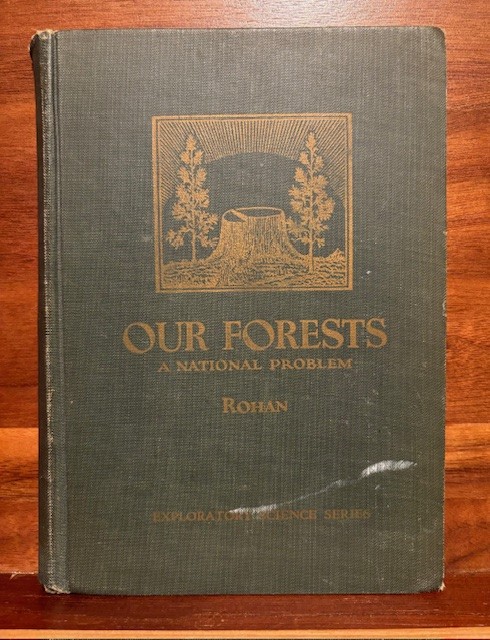 OUR FORESTS
A NATIONAL PROBLEM
ROHAN
EXPLORATORY SCIENCE SERIES